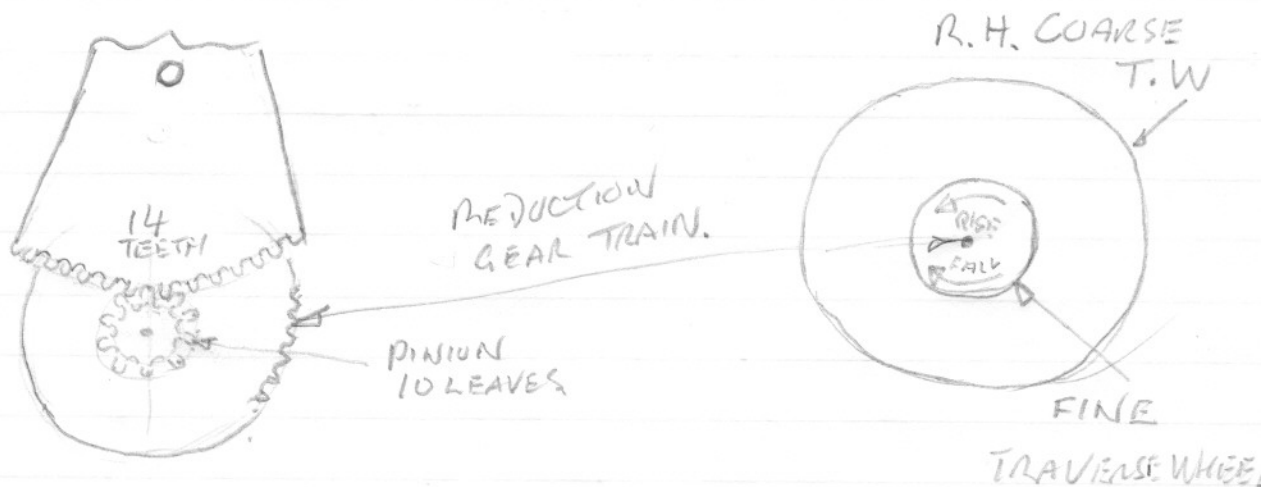 R.H. COARSE
T.W
14
TEETH
REDUCTION
GEAR TRAIN.
RISE
FALL
PINION
10 LEAVES
FINE
TRAVERSE WHEEL